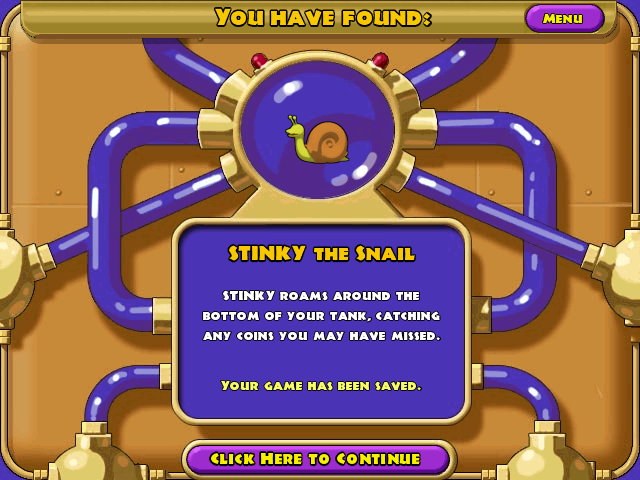 You have found:
Menu
STINKY the Snail
STINKY roams around the
bottom of your tank, catching
any coins you may have missed.
Your game has been saved.
Click Here to Continue